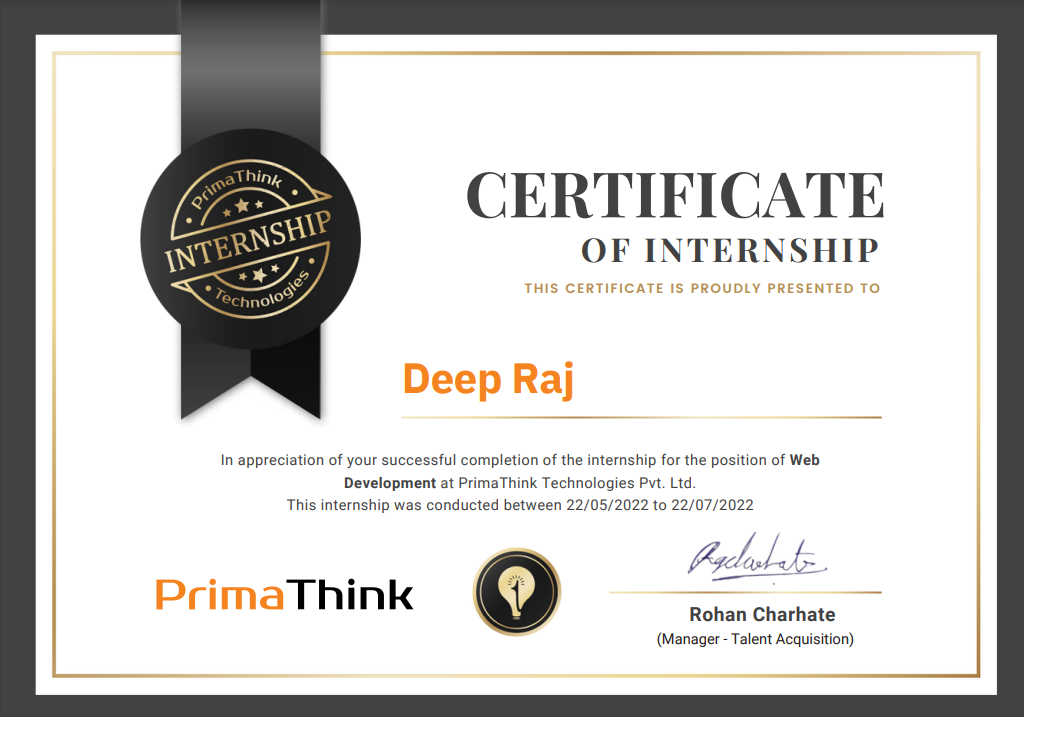 PrimaThink
INTERNSHIP
Technologies
CERTIFICATE
OF INTERNSHIP
THIS CERTIFICATE IS PROUDLY PRESENTED TO
Deep Raj
In appreciation of your successful completion of the internship for the position of Web
Development at PrimaThink Technologies Pvt. Ltd.
This internship was conducted between 22/05/2022 to 22/07/2022
PrimaThink
Rohan Charhate
(Manager - Talent Acquisition)